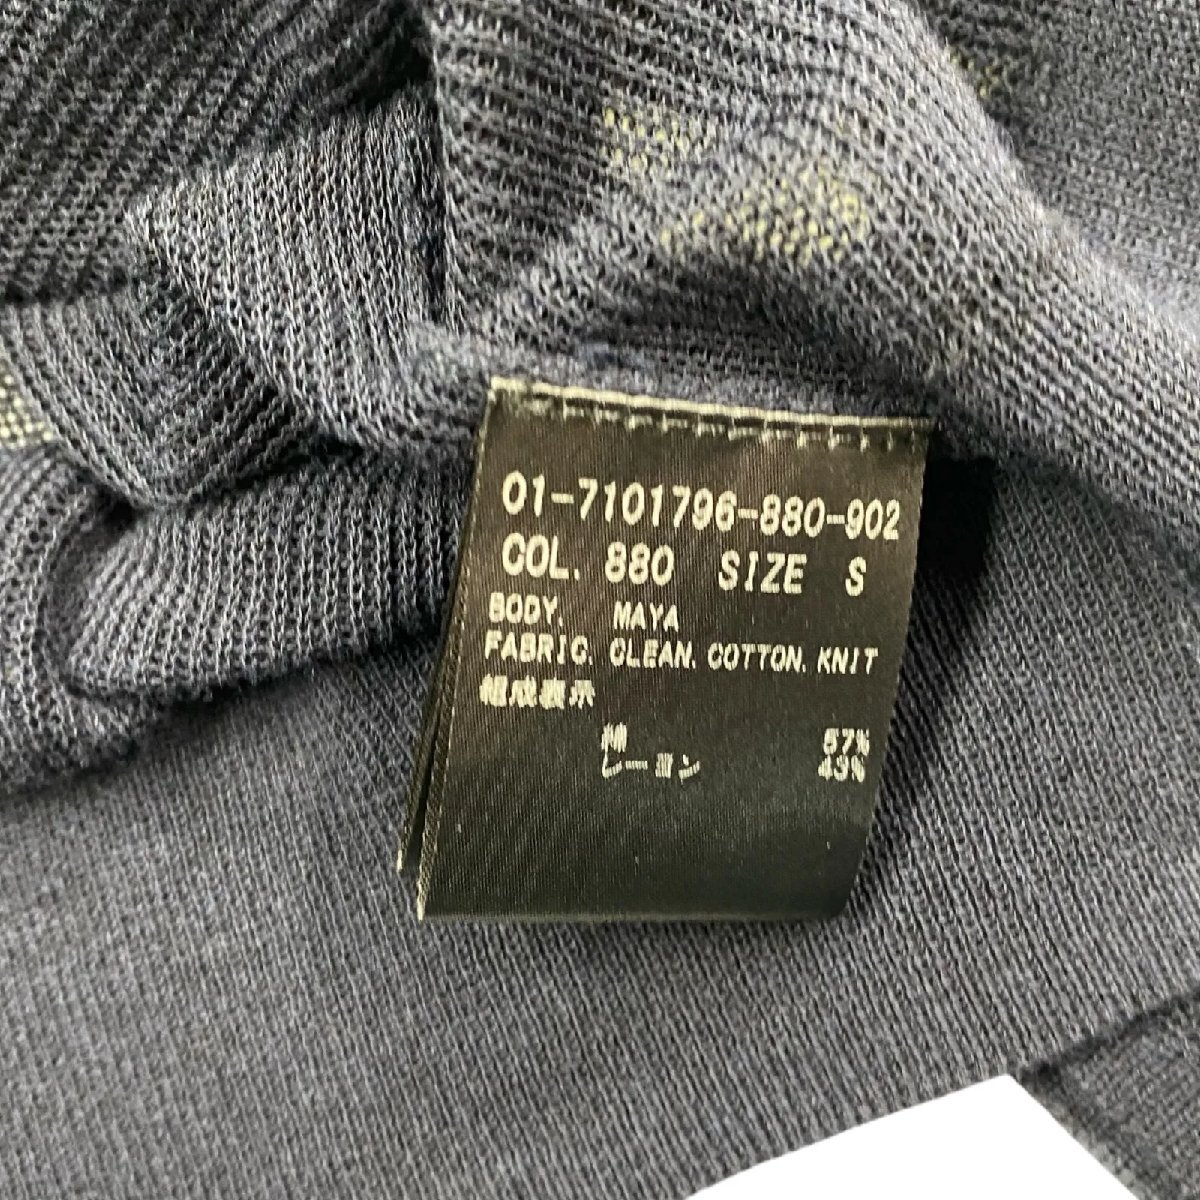 01-7101796-880-902
COL. 880 SIZE S
BODY. MAYA
FABRIC. CLEAN. COTTON. KNIT
組成表示
綿 57%
レーヨン 43%